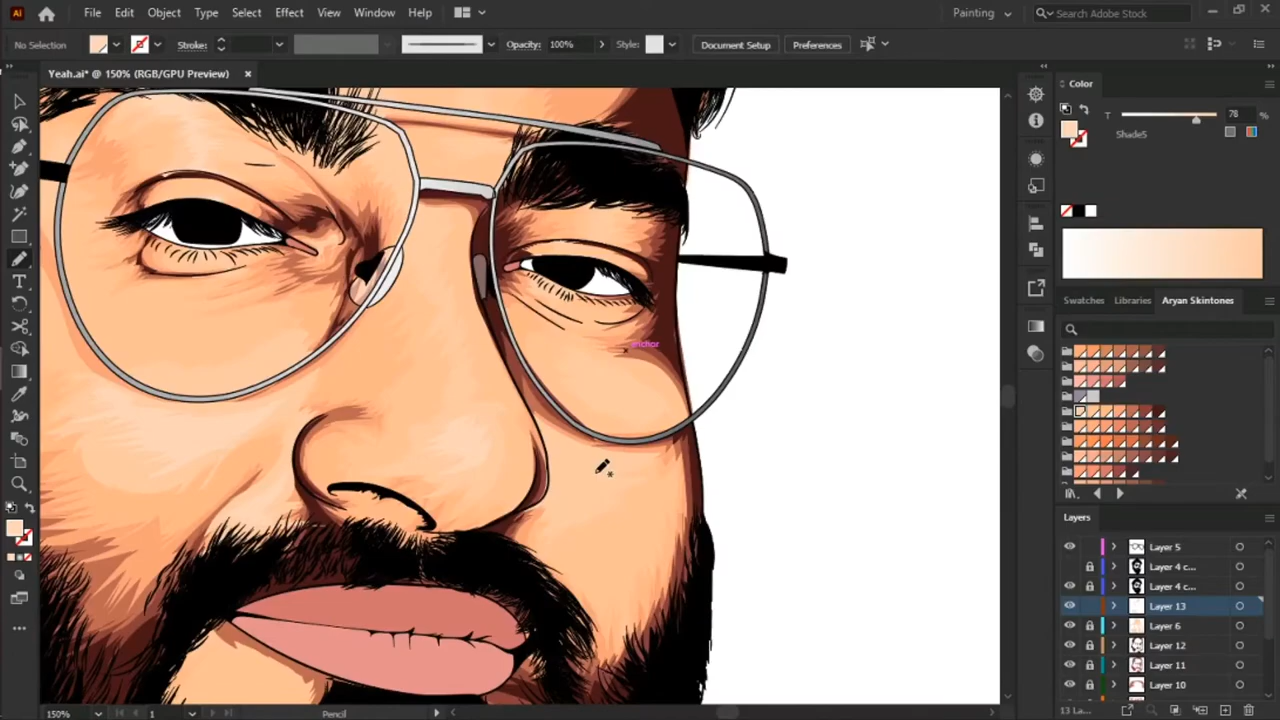 Ai File Edit Object Type Select Effect View Window Help Painting Search Adobe Stock
No Selection Stroke: Opacity: 100% Style: Document Setup Preferences
Yeah.ai* @ 150% (RGB/GPU Preview)
Color
T 78 %
Shade5
Swatches Libraries Aryan Skintones
anchor
Layers
Layer 5
Layer 4 c...
Layer 4 c...
Layer 13
Layer 6
Layer 12
Layer 11
Layer 10
150% 1 Pencil 13 La...